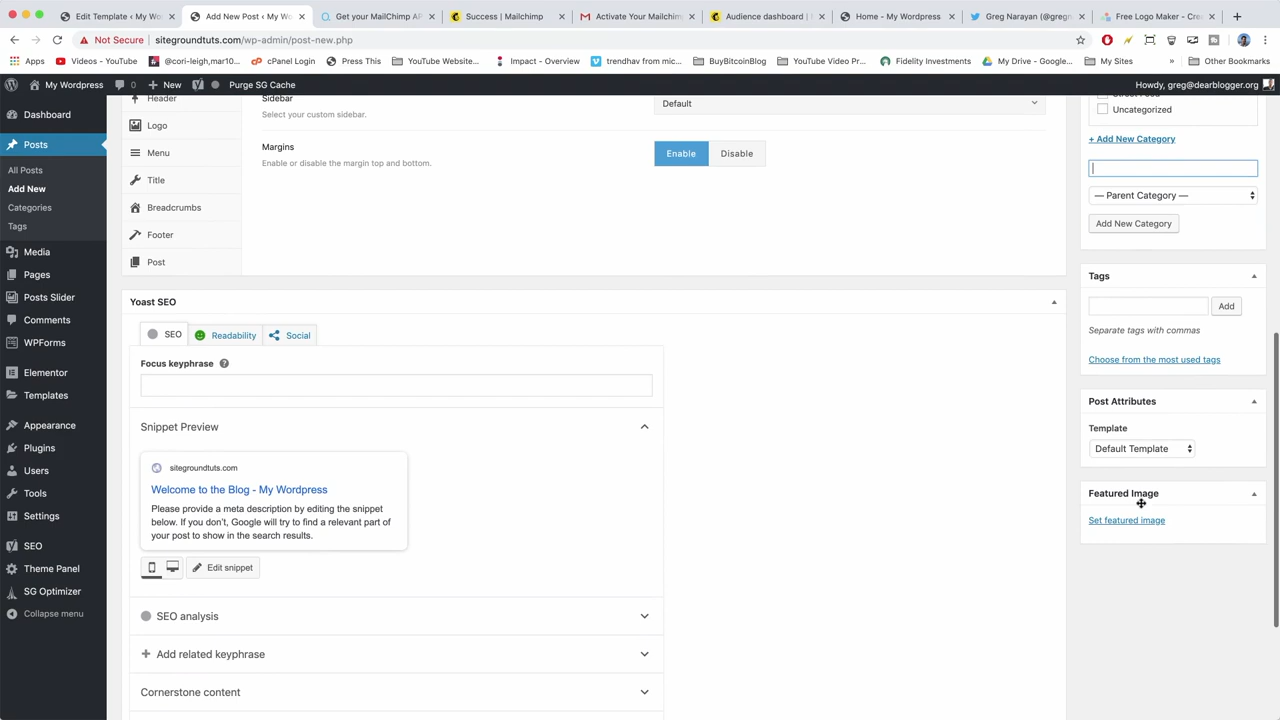 Edit Template ‹ My Wo
Add New Post ‹ My Wo
Get your MailChimp AP
Success | Mailchimp
Activate Your Mailchim
Audience dashboard |
Home - My Wordpress
Greg Narayan (@gregn
Free Logo Maker - Cre
Not Secure | sitegroundtuts.com/wp-admin/post-new.php
Apps
Videos - YouTube
@cori-leigh,mar10...
cPanel Login
Press This
YouTube Website...
Impact - Overview
trendhav from mic...
BuyBitcoinBlog
YouTube Video Pr...
Fidelity Investments
My Drive - Google...
My Sites
»
Other Bookmarks
My Wordpress
0
New
Purge SG Cache
Howdy, greg@dearblogger.org
Dashboard
Posts
All Posts
Add New
Categories
Tags
Media
Pages
Posts Slider
Comments
WPForms
Elementor
Templates
Appearance
Plugins
Users
Tools
Settings
SEO
Theme Panel
SG Optimizer
Collapse menu
Header
Logo
Menu
Title
Breadcrumbs
Footer
Post
Sidebar
Select your custom sidebar.
Default
Margins
Enable or disable the margin top and bottom.
Enable
Disable
Yoast SEO
SEO
Readability
Social
Focus keyphrase
Snippet Preview
sitegroundtuts.com
Welcome to the Blog - My Wordpress
Please provide a meta description by editing the snippet
below. If you don't, Google will try to find a relevant part of
your post to show in the search results.
Edit snippet
SEO analysis
Add related keyphrase
Cornerstone content
Uncategorized
+ Add New Category
— Parent Category —
Add New Category
Tags
Add
Separate tags with commas
Choose from the most used tags
Post Attributes
Template
Default Template
Featured Image
Set featured image